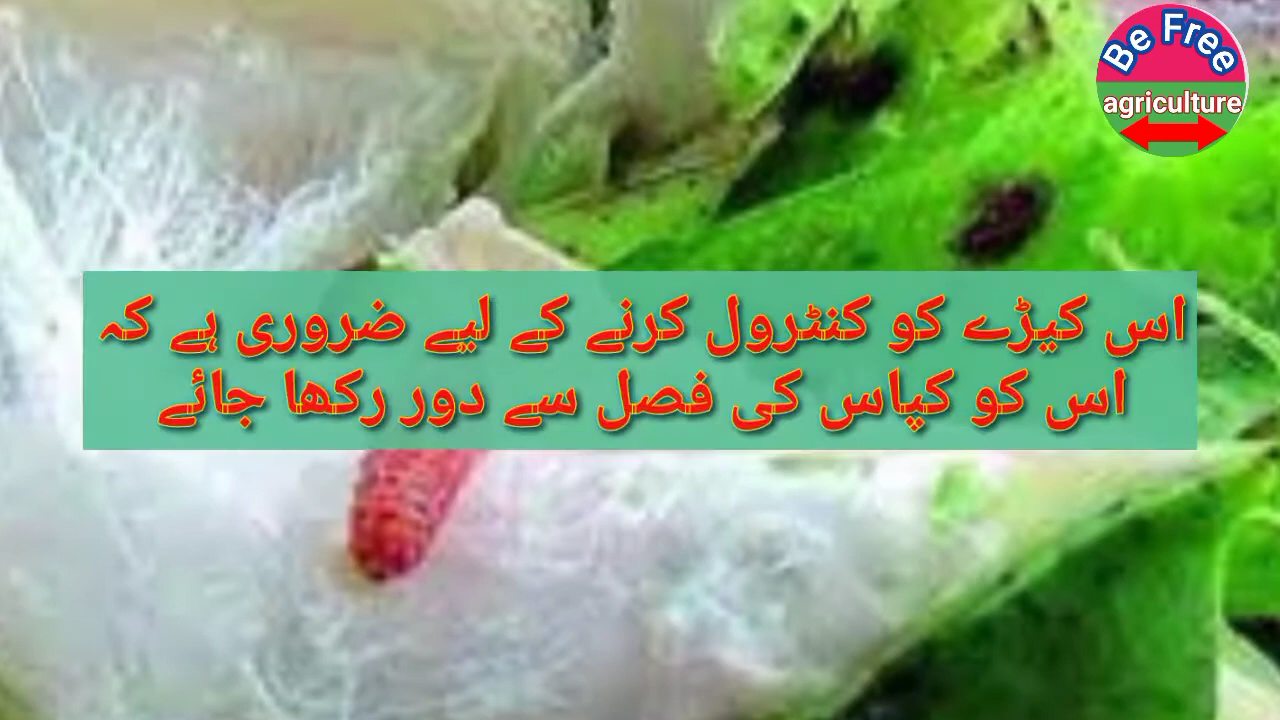 Be Free
agriculture
اس کیڑے کو کنٹرول کرنے کے لیے ضروری ہے کہ
اس کو کپاس کی فصل سے دور رکھا جائے